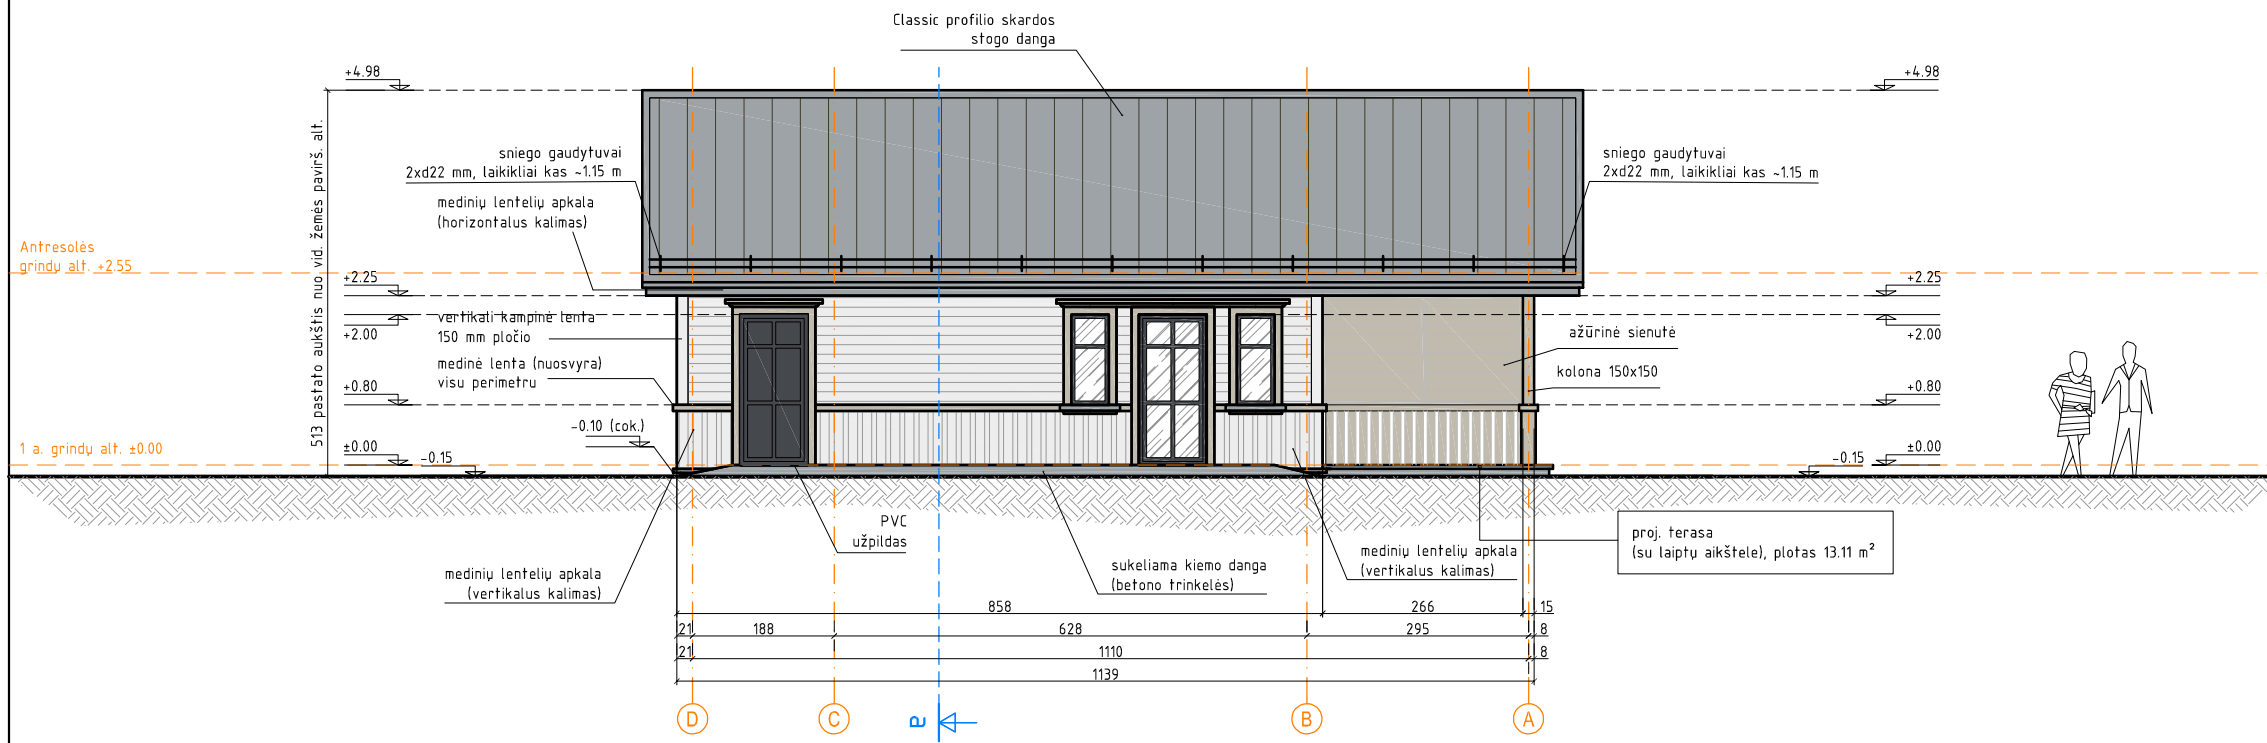 Classic profilio skardos
stogo danga
+4.98
+4.98
513 pastato aukštis nuo vid. žemės pavirš. alt.
sniego gaudytuvai
2xd22 mm, laikikliai kas ~1.15 m
sniego gaudytuvai
2xd22 mm, laikikliai kas ~1.15 m
medinių lentelių apkala
(horizontalus kalimas)
Antresolės
grindų alt. +2.55
+2.25
+2.25
vertikali kampinė lenta
150 mm pločio
+2.00
+2.00
ažūrinė sienutė
medinė lenta (nuosvyra)
visu perimetru
kolona 150x150
+0.80
+0.80
-0.10 (cok.)
1 a. grindų alt. ±0.00
±0.00
-0.15
-0.15
±0.00
PVC
užpildas
proj. terasa
(su laiptų aikštele), plotas 13.11 m²
medinių lentelių apkala
(vertikalus kalimas)
sukeliama kiemo danga
(betono trinkelės)
medinių lentelių apkala
(vertikalus kalimas)
858
266
15
21
188
628
295
8
21
1110
8
1139
D
C
a
B
A